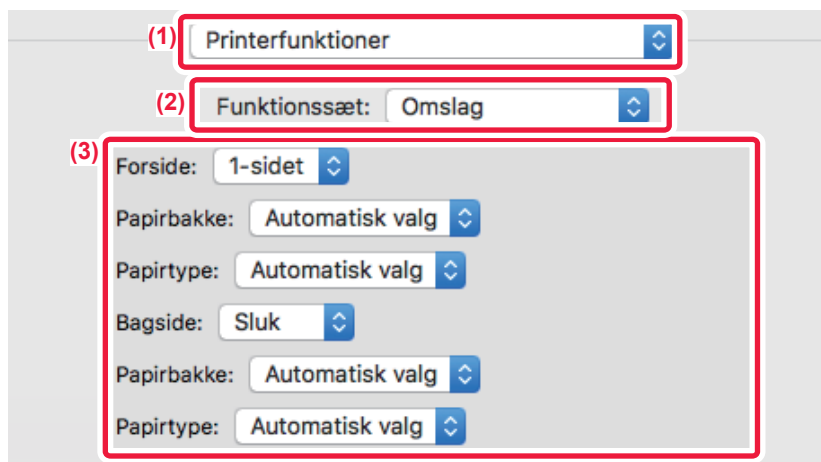 (1) Printerfunktioner
(2) Funktionssæt: Omslag
(3)
Forside: 1-sidet
Papirbakke: Automatisk valg
Papirtype: Automatisk valg
Bagside: Sluk
Papirbakke: Automatisk valg
Papirtype: Automatisk valg